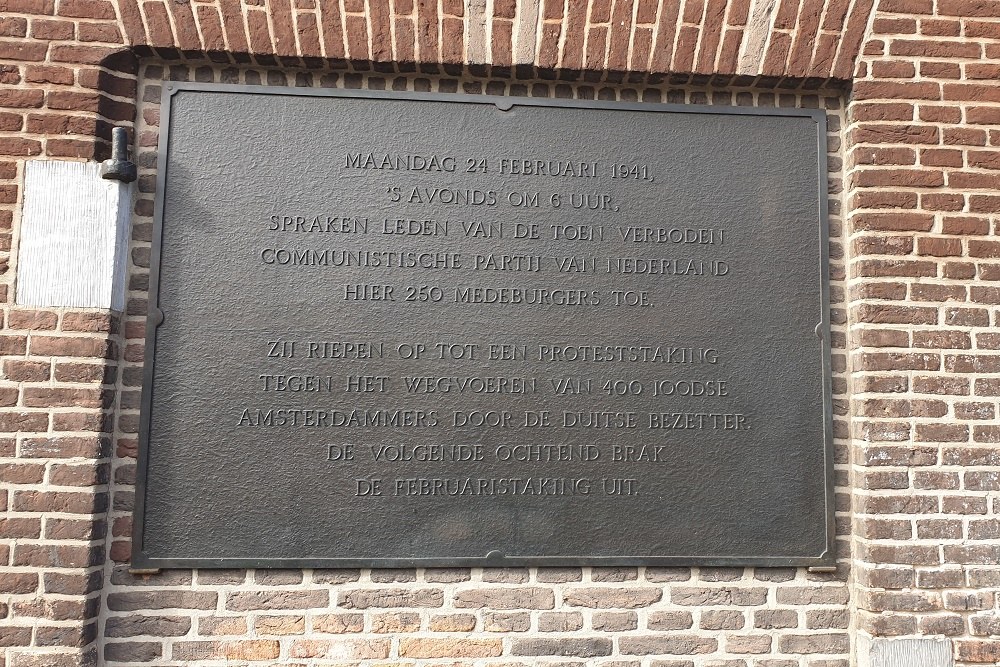 MAANDAG 24 FEBRUARI 1941,
'S AVONDS OM 6 UUR,
SPRAKEN LEDEN VAN DE TOEN VERBODEN
COMMUNISTISCHE PARTIJ VAN NEDERLAND
HIER 250 MEDEBURGERS TOE.
ZIJ RIEPEN OP TOT EEN PROTESTSTAKING
TEGEN HET WEGVOEREN VAN 400 JOODSE
AMSTERDAMMERS DOOR DE DUITSE BEZETTER.
DE VOLGENDE OCHTEND BRAK
DE FEBRUARISTAKING UIT.